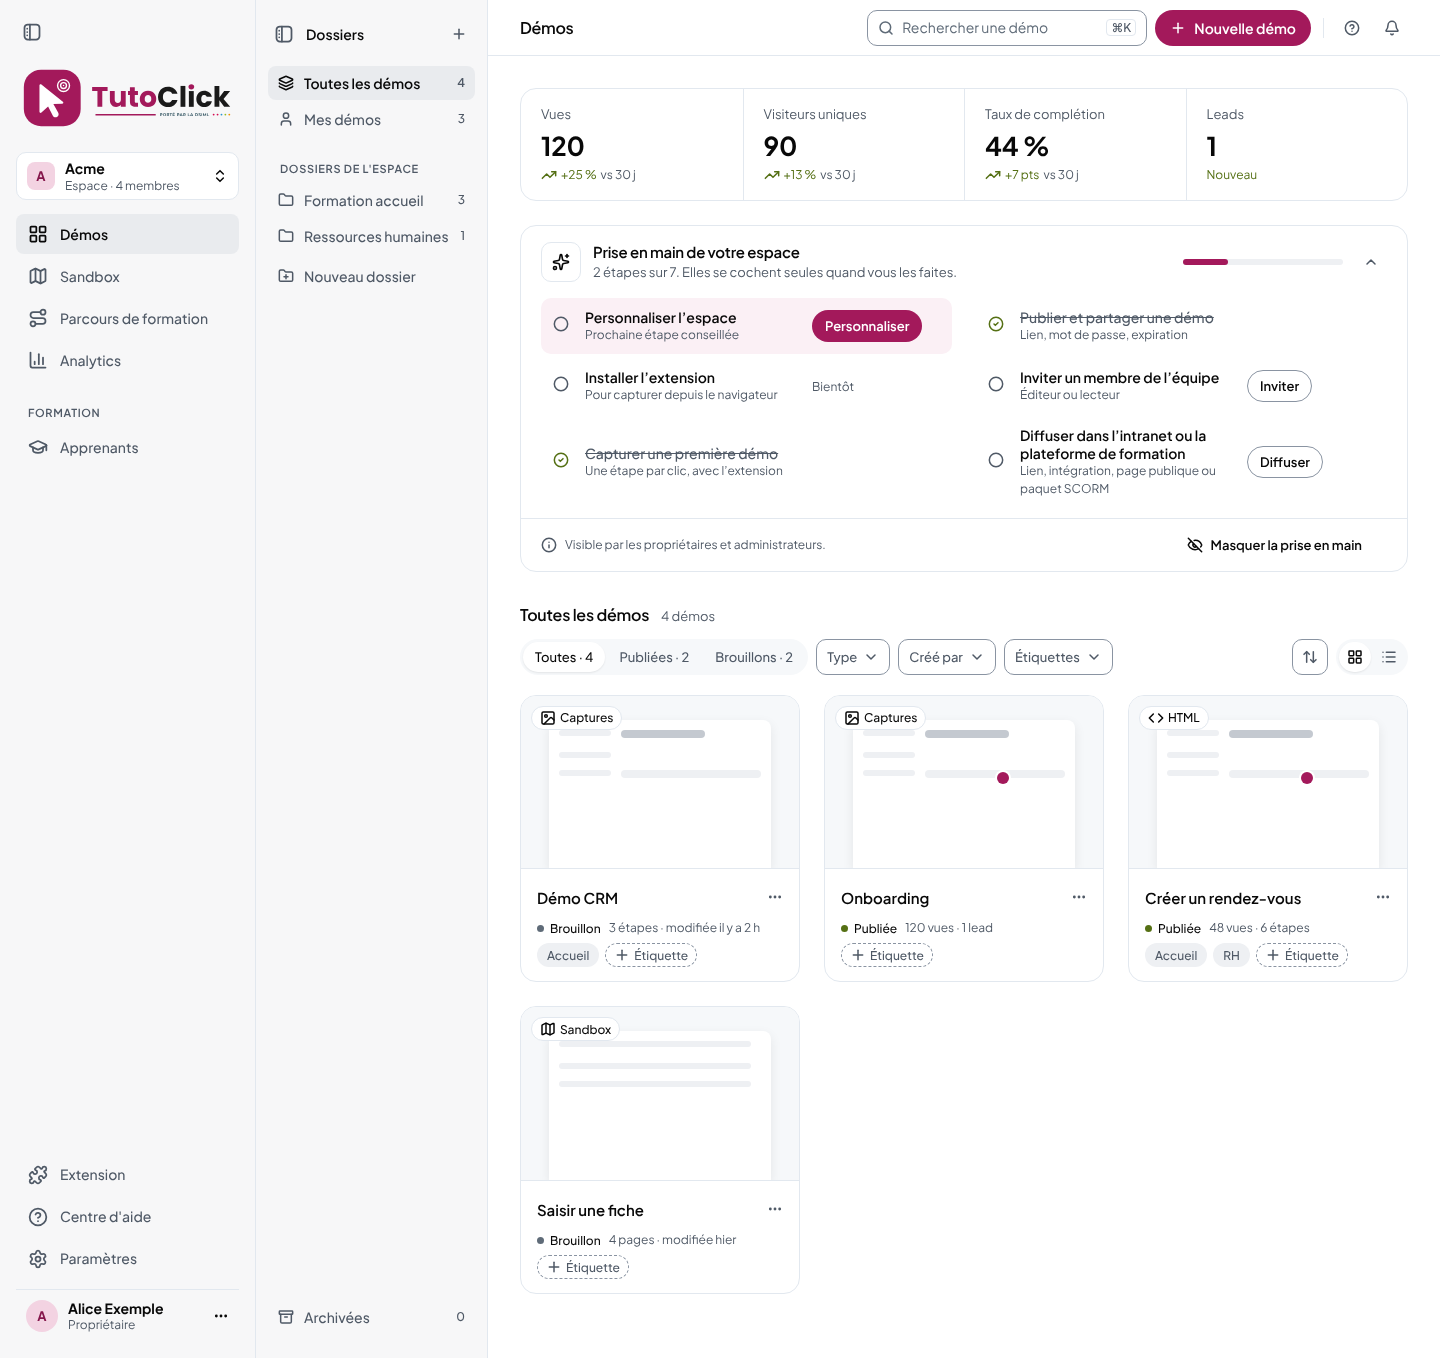 TutoClick
PORTÉ PAR LA DSIML
A
Acme
Espace · 4 membres
Démos
Sandbox
Parcours de formation
Analytics
FORMATION
Apprenants
Extension
Centre d'aide
Paramètres
A
Alice Exemple
Propriétaire
Dossiers
Toutes les démos 4
Mes démos 3
DOSSIERS DE L'ESPACE
Formation accueil 3
Ressources humaines 1
Nouveau dossier
Archivées 0
Démos
Rechercher une démo ⌘K
Nouvelle démo
Vues
120
+25 % vs 30 j
Visiteurs uniques
90
+13 % vs 30 j
Taux de complétion
44 %
+7 pts vs 30 j
Leads
1
Nouveau
Prise en main de votre espace
2 étapes sur 7. Elles se cochent seules quand vous les faites.
Personnaliser l’espace
Prochaine étape conseillée
Personnaliser
Publier et partager une démo
Lien, mot de passe, expiration
Installer l’extension
Pour capturer depuis le navigateur
Bientôt
Inviter un membre de l’équipe
Éditeur ou lecteur
Inviter
Capturer une première démo
Une étape par clic, avec l’extension
Diffuser dans l’intranet ou la
plateforme de formation
Lien, intégration, page publique ou
paquet SCORM
Diffuser
Visible par les propriétaires et administrateurs.
Masquer la prise en main
Toutes les démos 4 démos
Toutes · 4 Publiées · 2 Brouillons · 2 Type Créé par Étiquettes
Captures
Démo CRM
Brouillon 3 étapes · modifiée il y a 2 h
Accueil + Étiquette
Captures
Onboarding
Publiée 120 vues · 1 lead
+ Étiquette
HTML
Créer un rendez-vous
Publiée 48 vues · 6 étapes
Accueil RH + Étiquette
Sandbox
Saisir une fiche
Brouillon 4 pages · modifiée hier
+ Étiquette